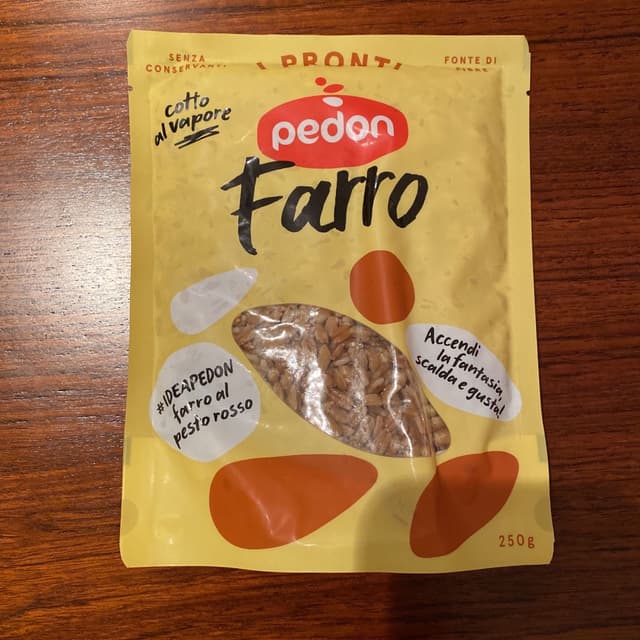 SENZA
CONSERVANTI
I PRONTI
FONTE DI
FIBRE
cotto
al vapore
pedon
Farro
Accendi
la fantasia,
scalda e gusta!
#IDEAPEDON
farro al
pesto rosso
250g